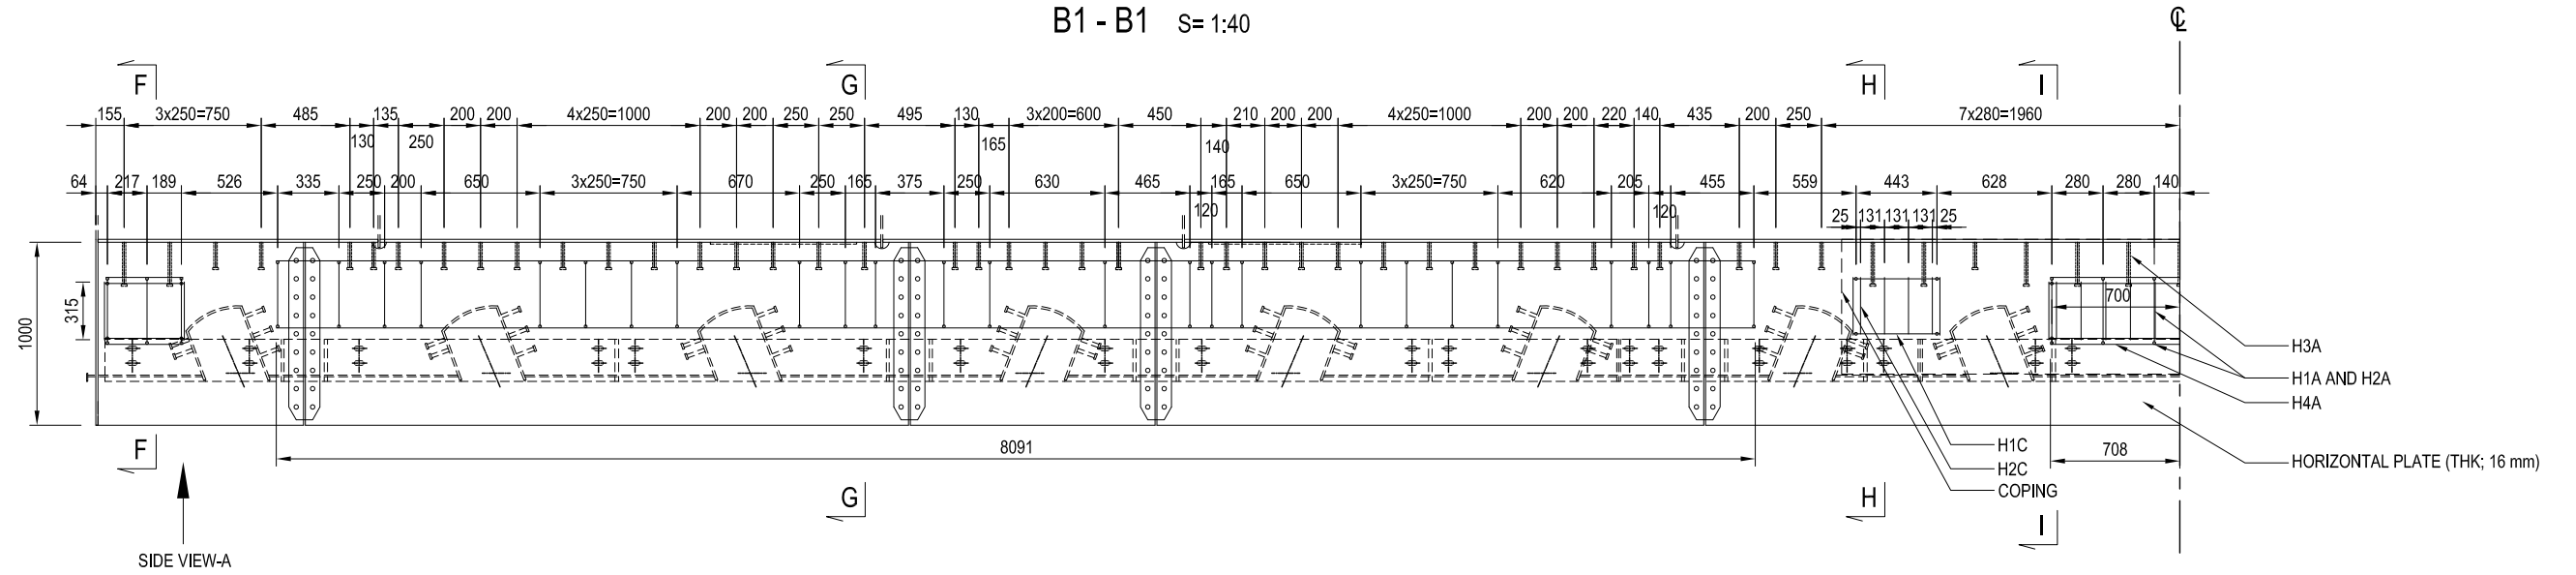 B1 - B1 S= 1:40
℄
F G H I
155 3x250=750 485 135 200 200 4x250=1000 200 200 250 250 495 130 3x200=600 450 210 200 200 4x250=1000 200 200 220 140 435 200 250 7x280=1960
130 250 165 140
64 217 189 526 335 250 200 650 3x250=750 670 250 165 375 250 630 465 165 650 3x250=750 620 205 455 559 443 628 280 280 140
120 120 25 131 131 131 25
1000
315
700
H3A
H1A AND H2A
H4A
F
8091
H1C
708
HORIZONTAL PLATE (THK; 16 mm)
H2C
COPING
G H I
SIDE VIEW-A